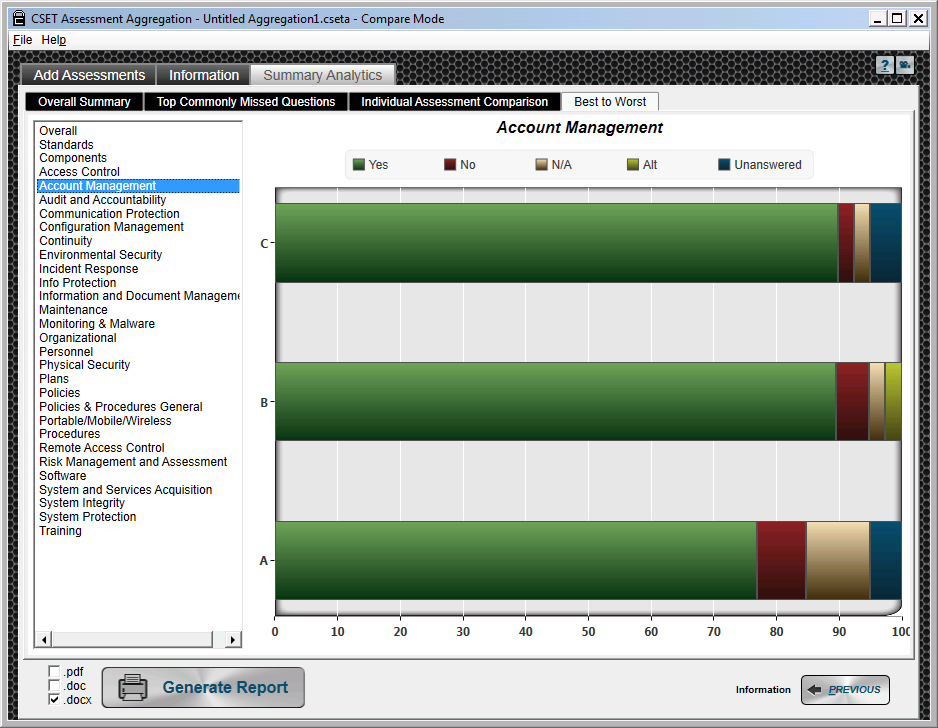 CSET Assessment Aggregation - Untitled Aggregation1.cseta - Compare Mode
File Help
Add Assessments Information Summary Analytics
?
Overall Summary Top Commonly Missed Questions Individual Assessment Comparison Best to Worst
Overall
Standards
Components
Access Control
Account Management
Audit and Accountability
Communication Protection
Configuration Management
Continuity
Environmental Security
Incident Response
Info Protection
Information and Document Manageme
Maintenance
Monitoring & Malware
Organizational
Personnel
Physical Security
Plans
Policies
Policies & Procedures General
Portable/Mobile/Wireless
Procedures
Remote Access Control
Risk Management and Assessment
Software
System and Services Acquisition
System Integrity
System Protection
Training
Account Management
Yes No N/A Alt Unanswered
C
B
A
0 10 20 30 40 50 60 70 80 90 100
.pdf
.doc
.docx
Generate Report
Information
PREVIOUS